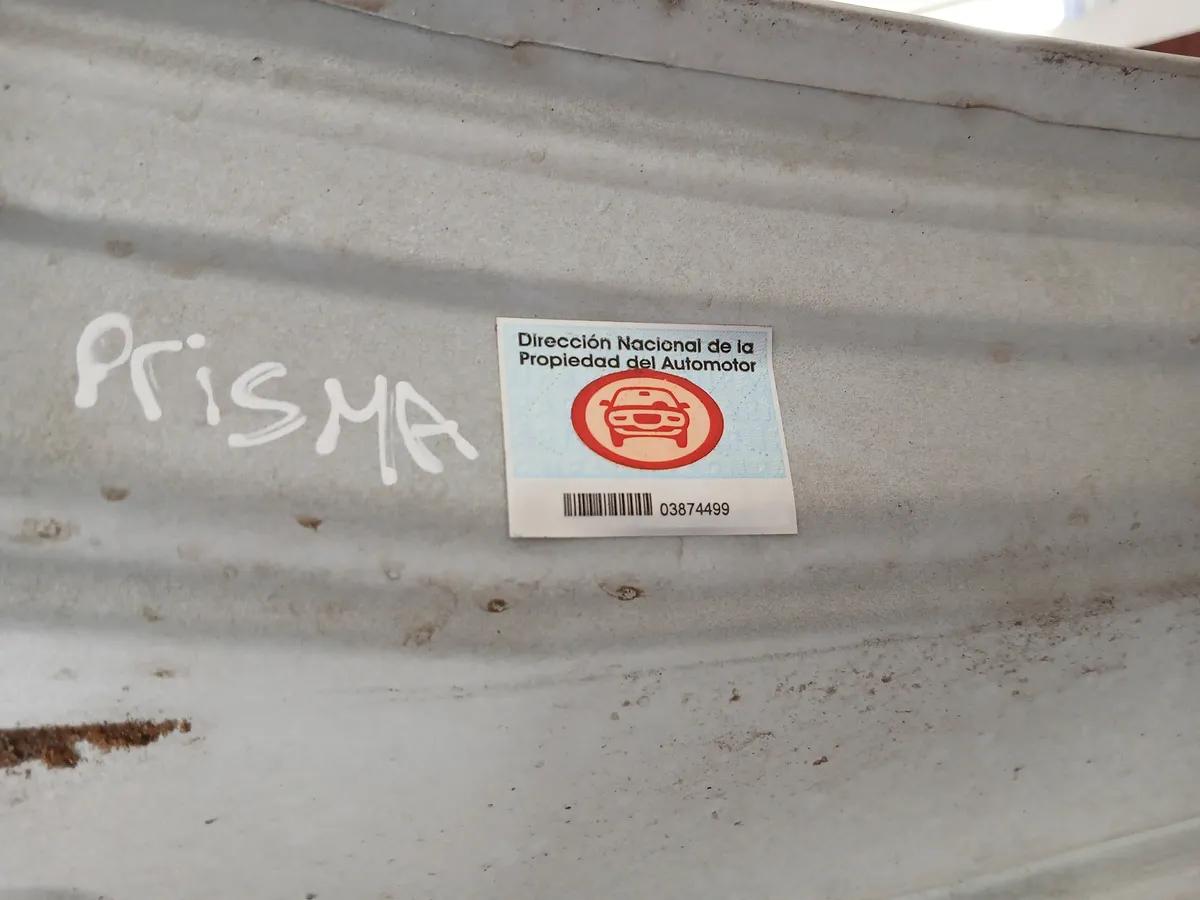 PrisMA
Dirección Nacional de la
Propiedad del Automotor
03874499